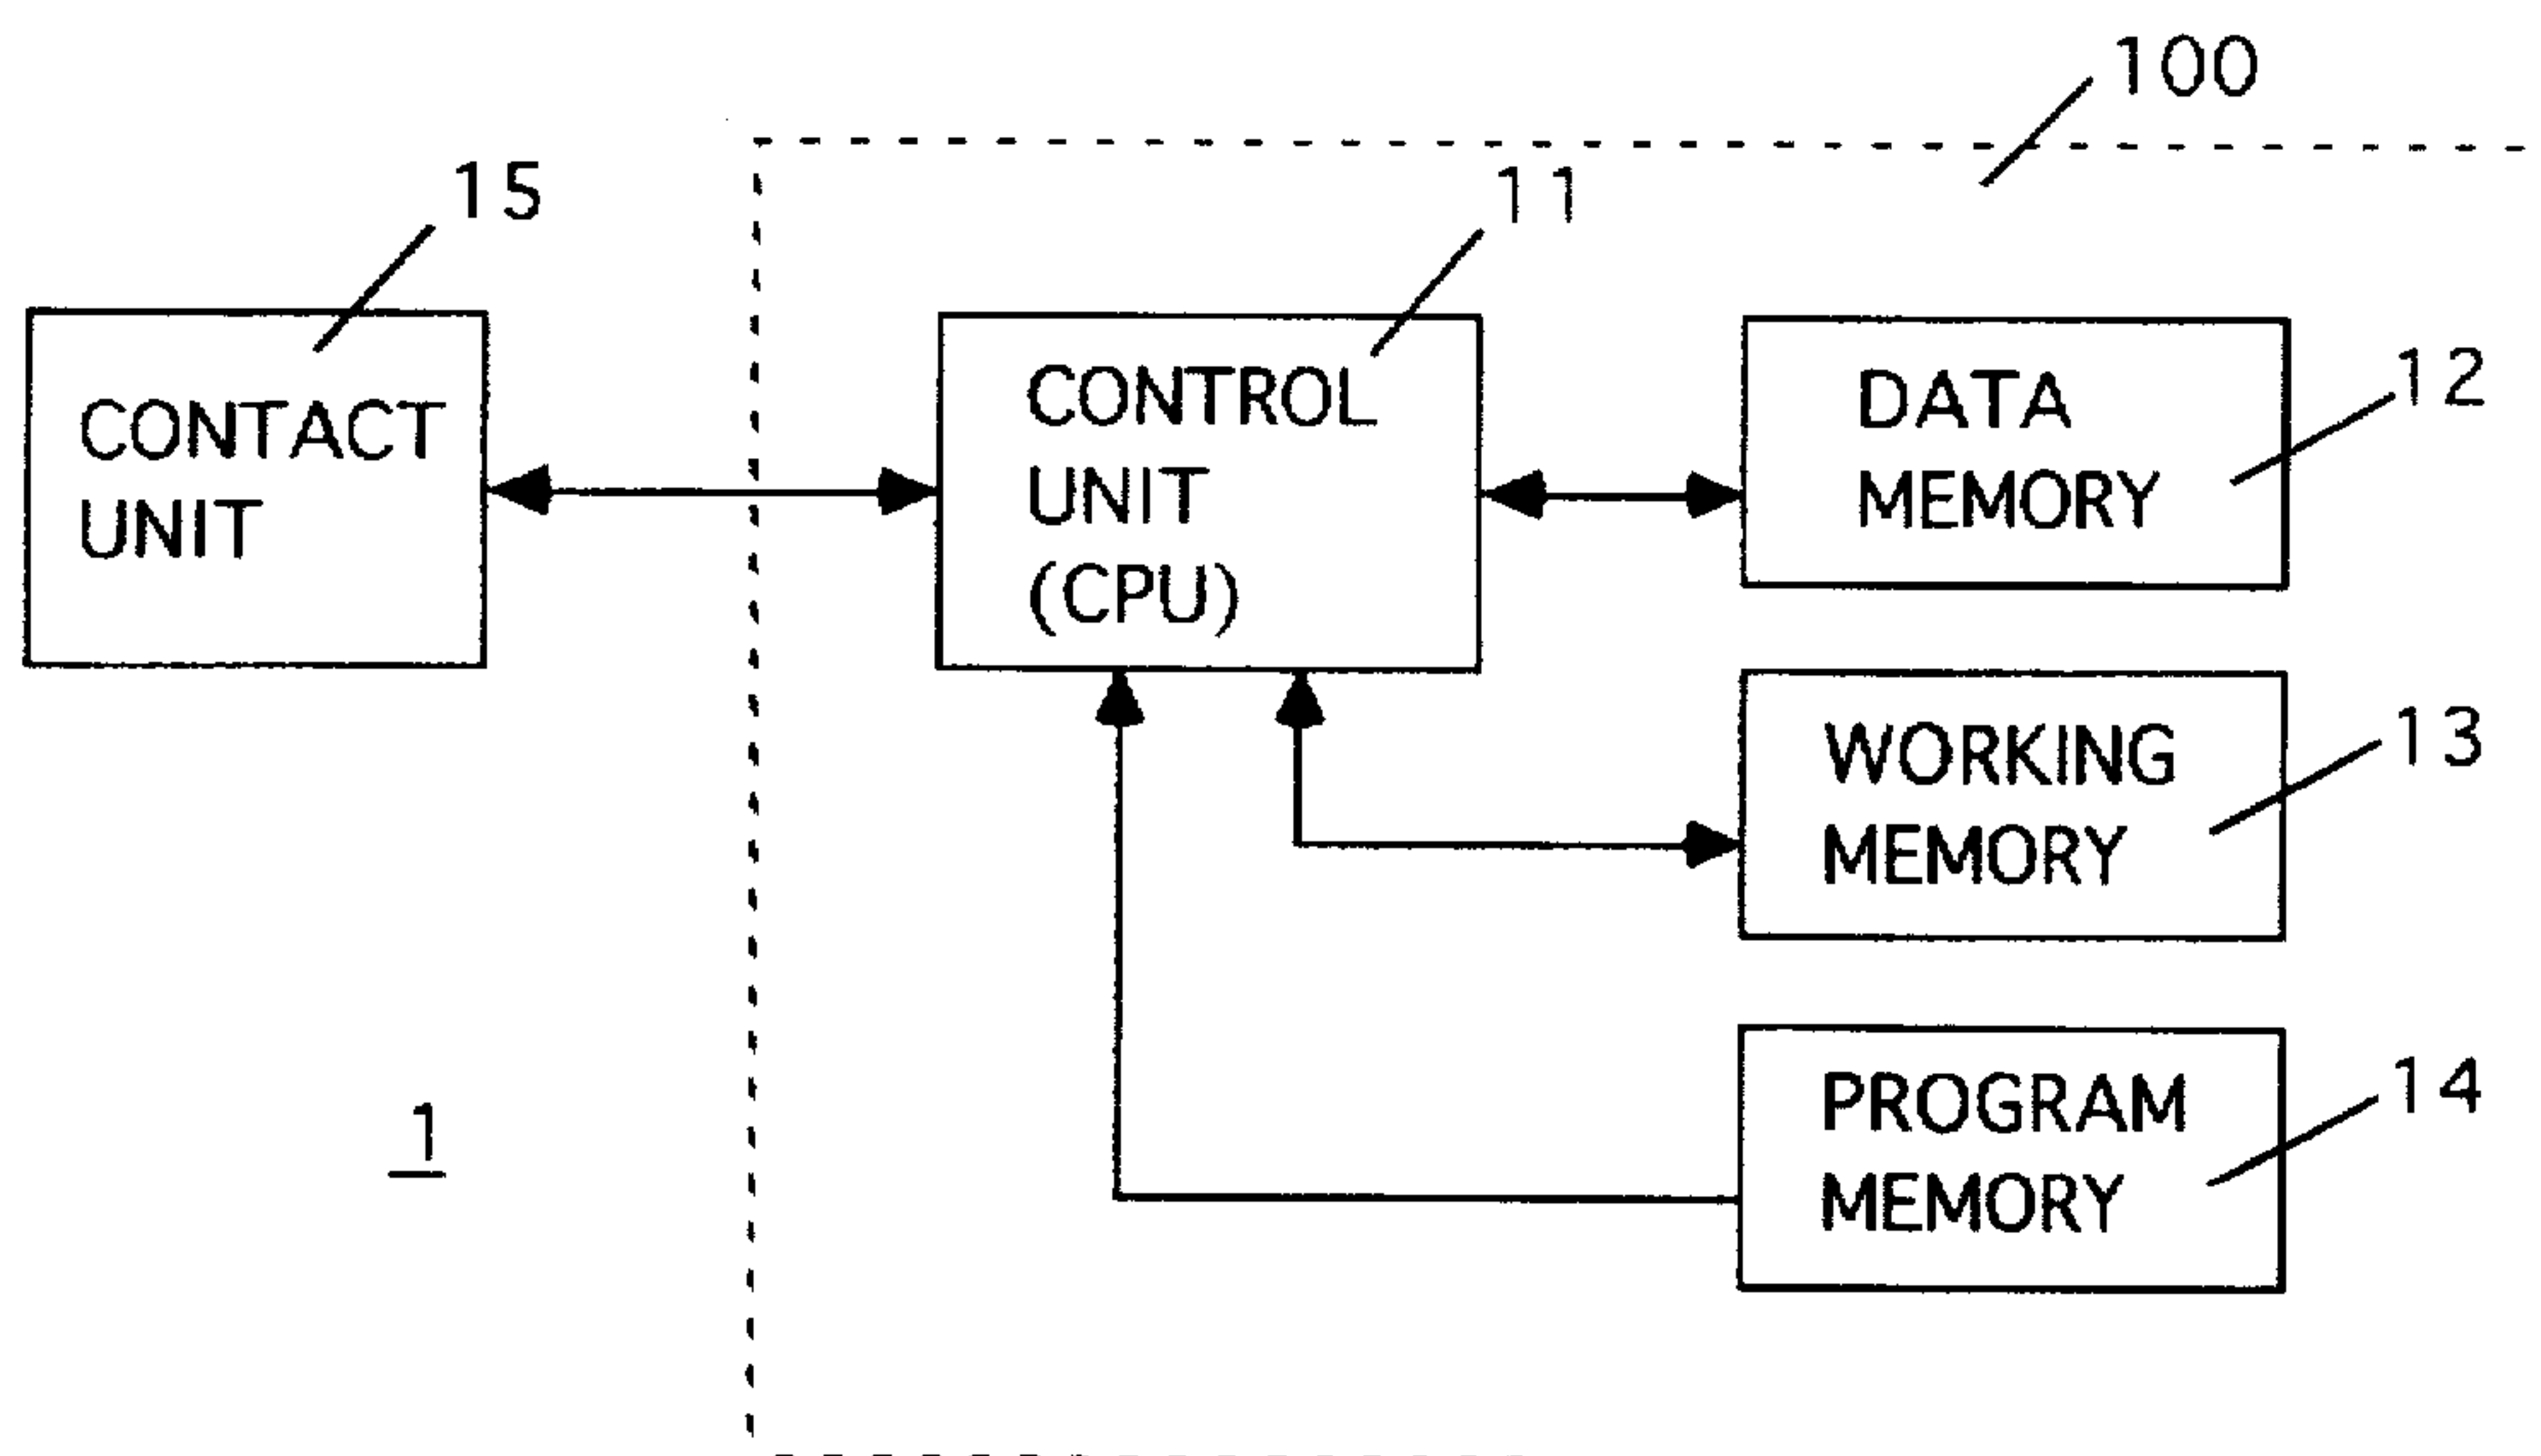 100
15
11
CONTACT
UNIT
CONTROL
UNIT
(CPU)
DATA
MEMORY
12
WORKING
MEMORY
13
PROGRAM
MEMORY
14
1